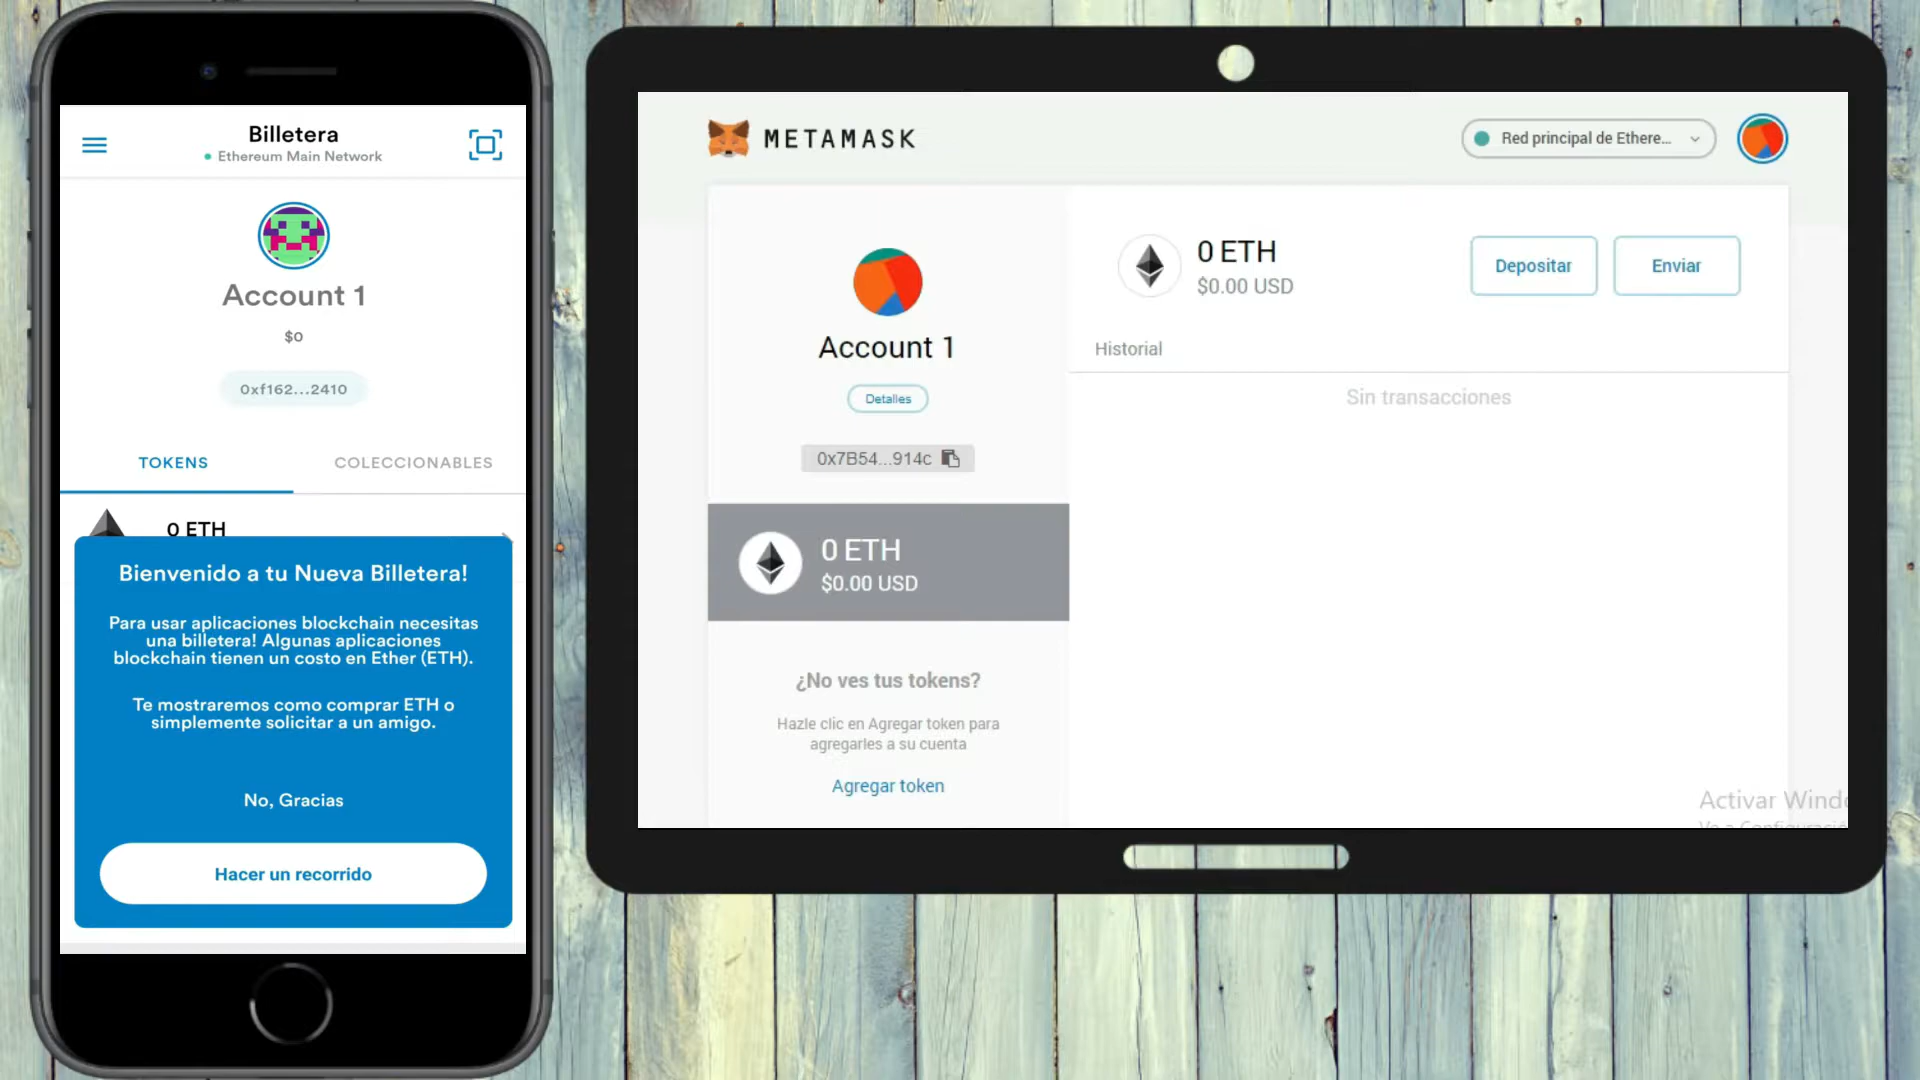 Billetera
Ethereum Main Network
Account 1
$0
0xf162...2410
TOKENS
COLECCIONABLES
0 ETH
Bienvenido a tu Nueva Billetera!
Para usar aplicaciones blockchain necesitas
una billetera! Algunas aplicaciones
blockchain tienen un costo en Ether (ETH).
Te mostraremos como comprar ETH o
simplemente solicitar a un amigo.
No, Gracias
Hacer un recorrido
METAMASK
Red principal de Ethere...
Account 1
Detalles
0x7B54...914c
0 ETH
$0.00 USD
¿No ves tus tokens?
Hazle clic en Agregar token para
agregarles a su cuenta
Agregar token
0 ETH
$0.00 USD
Depositar
Enviar
Historial
Sin transacciones
Activar Windo